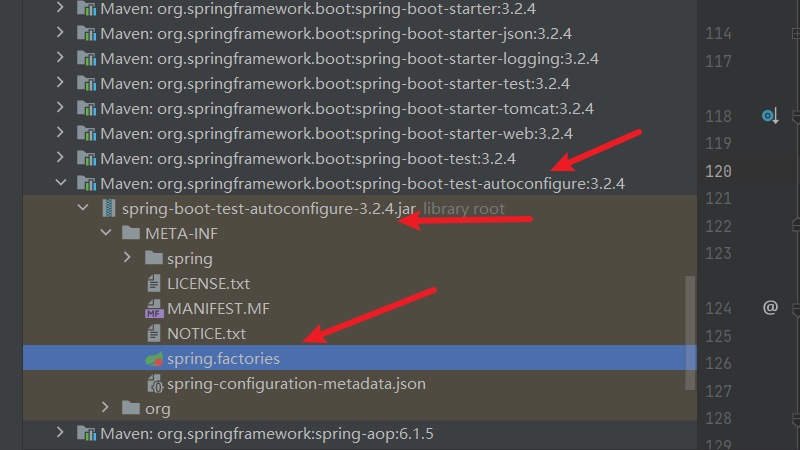 Maven: org.springframework.boot:spring-boot-starter:3.2.4
Maven: org.springframework.boot:spring-boot-starter-json:3.2.4
Maven: org.springframework.boot:spring-boot-starter-logging:3.2.4
Maven: org.springframework.boot:spring-boot-starter-test:3.2.4
Maven: org.springframework.boot:spring-boot-starter-tomcat:3.2.4
Maven: org.springframework.boot:spring-boot-starter-web:3.2.4
Maven: org.springframework.boot:spring-boot-test:3.2.4
Maven: org.springframework.boot:spring-boot-test-autoconfigure:3.2.4
spring-boot-test-autoconfigure-3.2.4.jar library root
META-INF
spring
LICENSE.txt
MF MANIFEST.MF
NOTICE.txt
spring.factories
spring-configuration-metadata.json
org
Maven: org.springframework:spring-aop:6.1.5
114
117
118
119
120
121
122
123
124 @
125
126
127
128
129